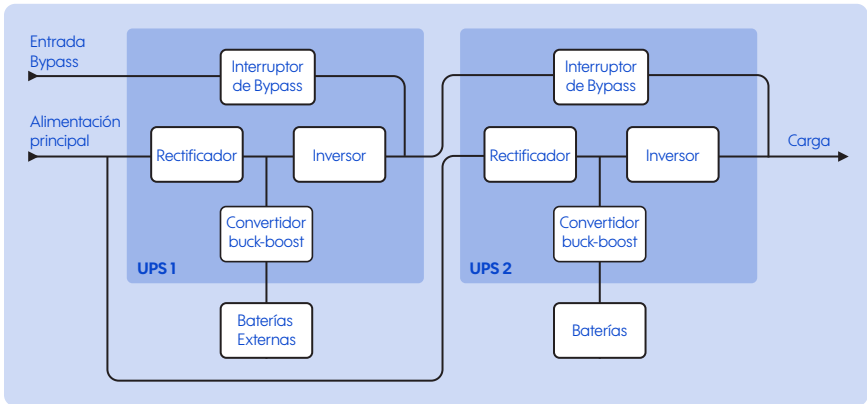 Entrada
Bypass
Interruptor
de Bypass
Interruptor
de Bypass
Alimentación
principal
Rectificador
Inversor
Rectificador
Inversor
Carga
Convertidor
buck-boost
Convertidor
buck-boost
UPS 1
UPS 2
Baterías
Externas
Baterías